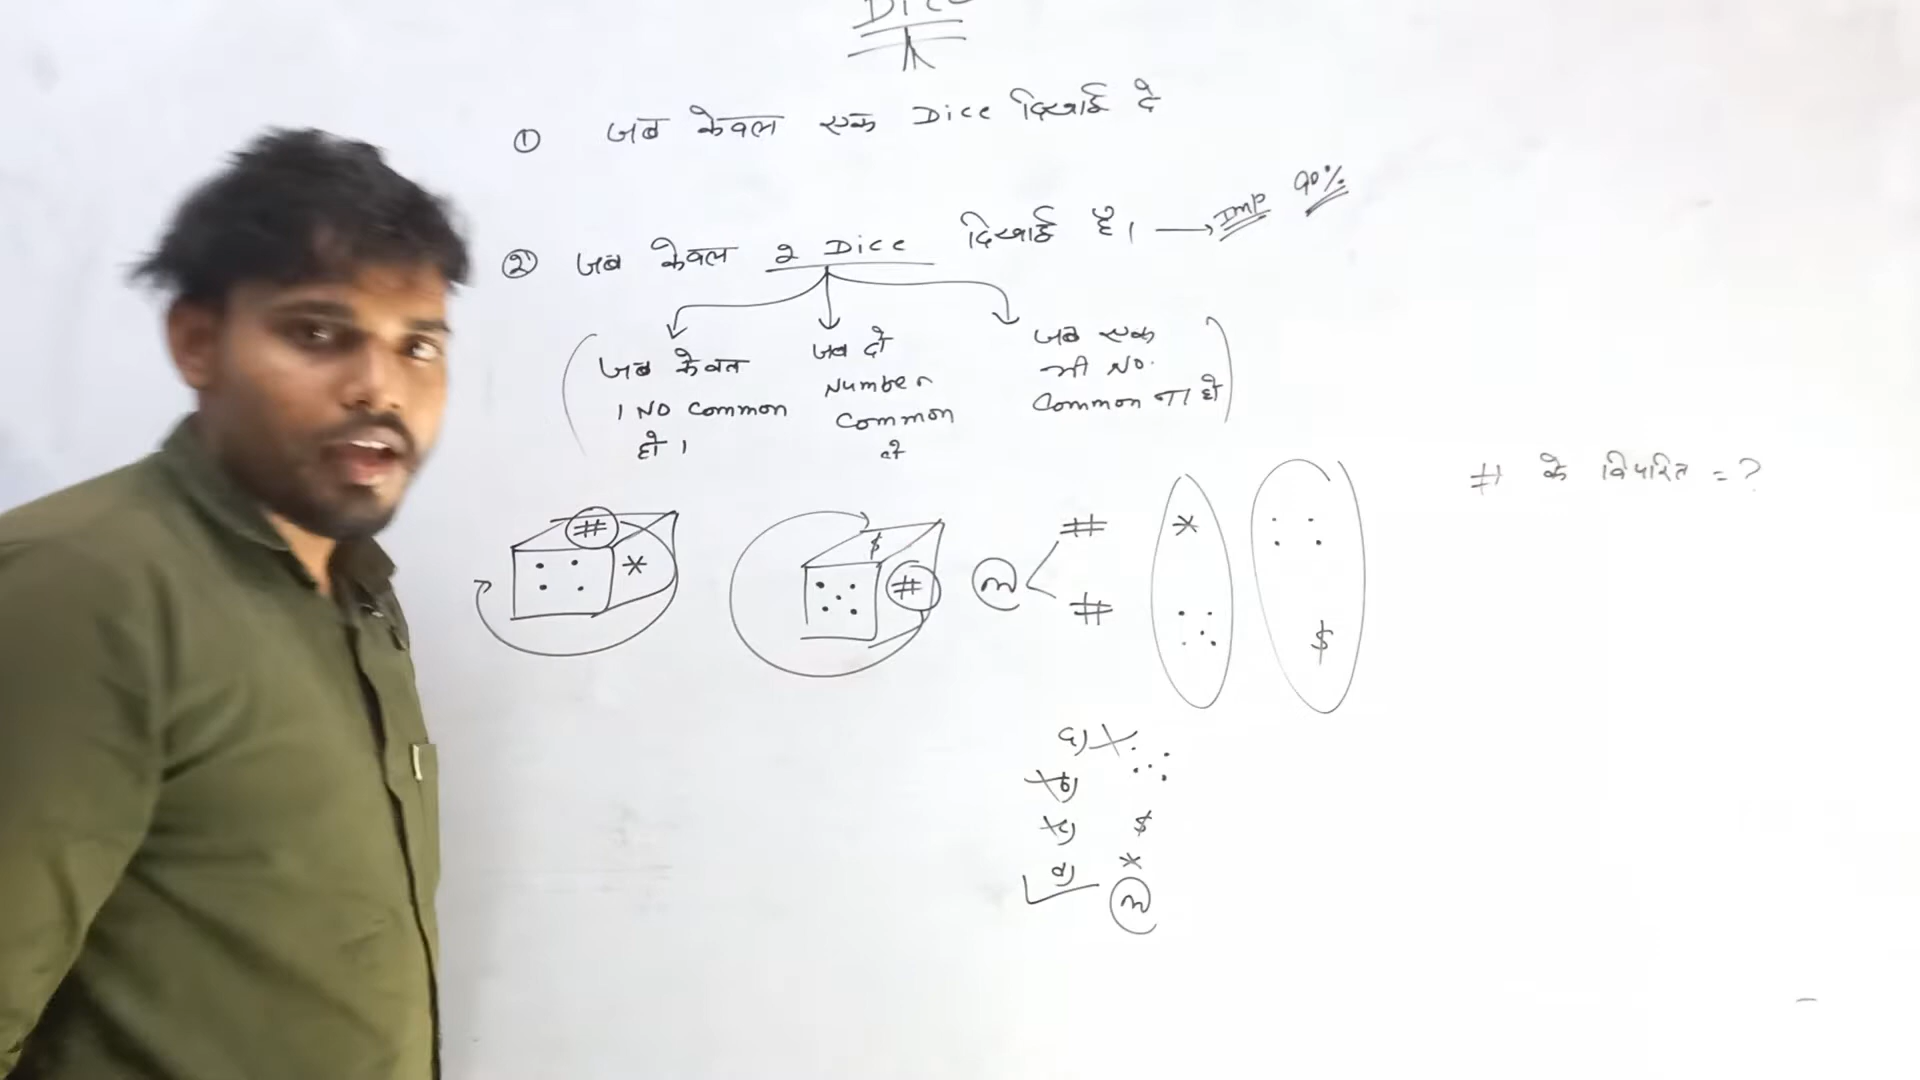 Dice
① जब केवल एक Dice दिखाई दे
② जब केवल 2 Dice दिखाई है। → Imp 90%
जब केवल
1 NO Common
हो।
जब दो
Number
Common
हो
जब एक
भी No.
Common ना हो
# के विपरित = ?
# *
$ #
# *
# $
a)
b)
c) $
d) *